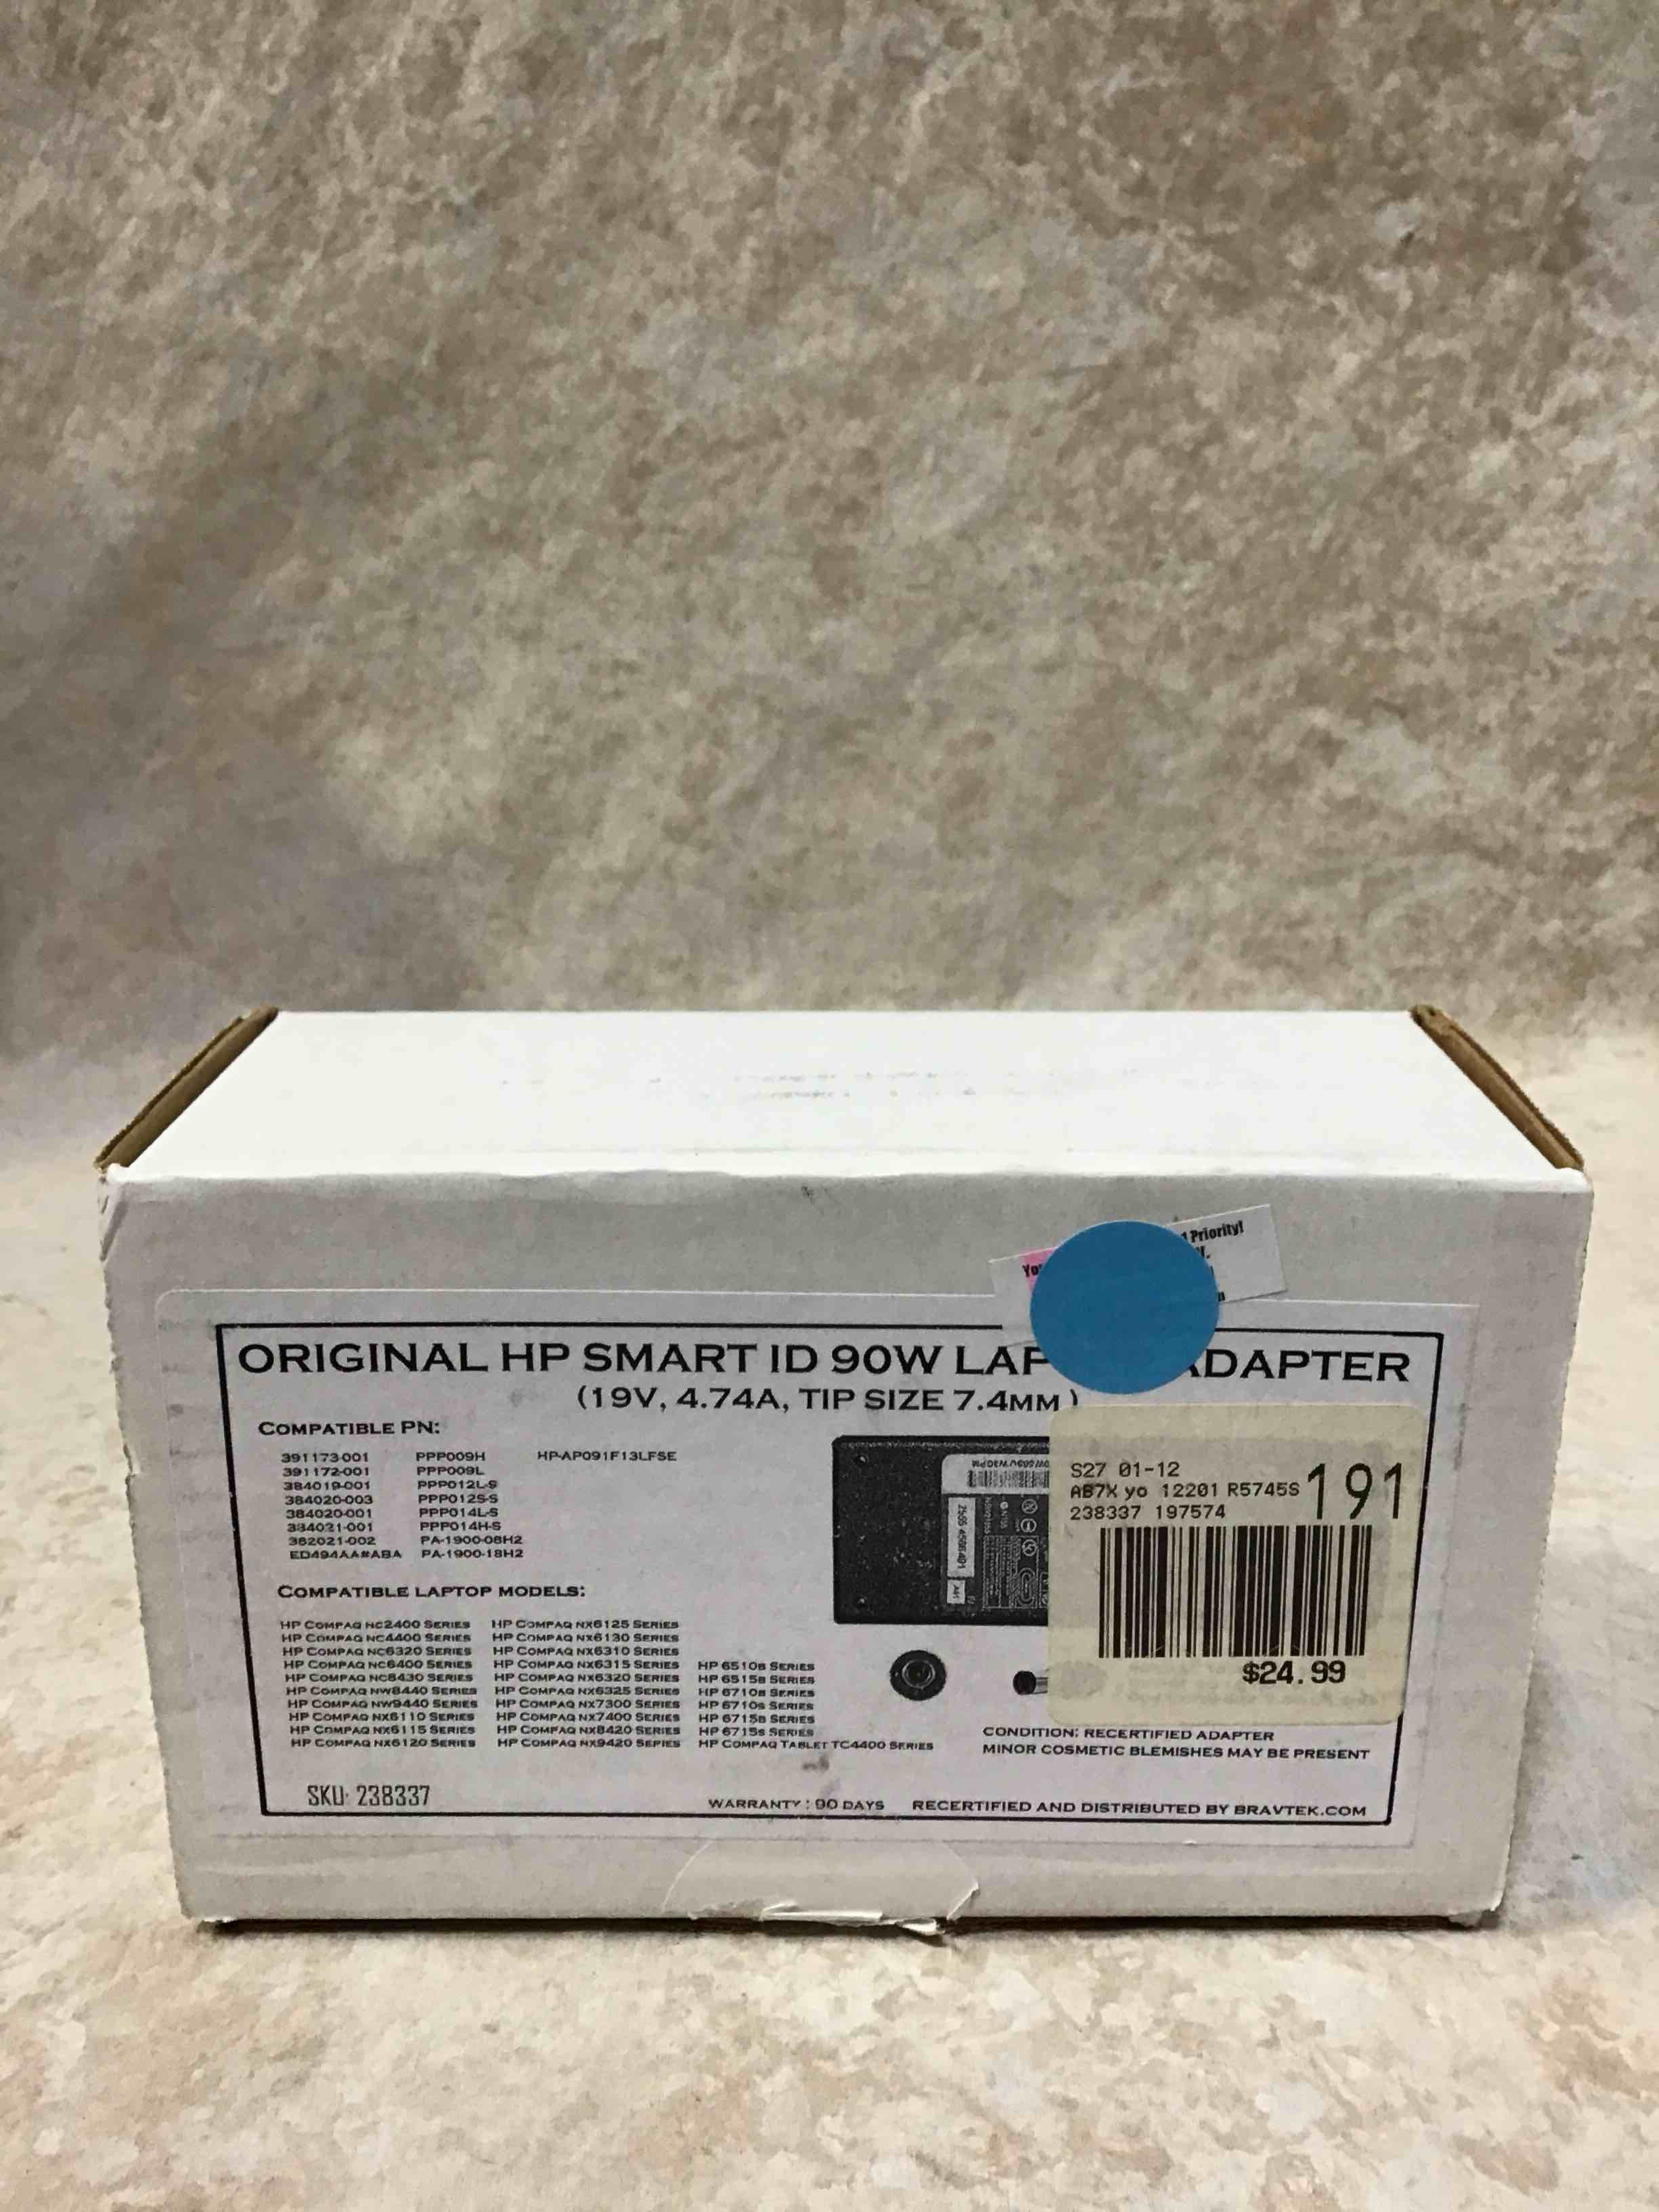 1 Priority!
ORIGINAL HP SMART ID 90W LAP ADAPTER
(19V, 4.74A, TIP SIZE 7.4MM)
COMPATIBLE PN:
391173-001 PPP009H HP-AP091F13LFSE
391172-001 PPP009L
384019-001 PPP012L-S
384020-003 PPP012S-S
384020-001 PPP014L-S
384021-001 PPP014H-S
382021-002 PA-1900-08H2
ED494AA#ABA PA-1900-18H2
COMPATIBLE LAPTOP MODELS:
HP COMPAQ NC2400 SERIES HP COMPAQ NX6125 SERIES
HP COMPAQ NC4400 SERIES HP COMPAQ NX6130 SERIES
HP COMPAQ NC6320 SERIES HP COMPAQ NX6310 SERIES
HP COMPAQ NC6400 SERIES HP COMPAQ NX6315 SERIES HP 6510B SERIES
HP COMPAQ NC8430 SERIES HP COMPAQ NX6320 SERIES HP 6515B SERIES
HP COMPAQ NW8440 SERIES HP COMPAQ NX6325 SERIES HP 6710B SERIES
HP COMPAQ NW9440 SERIES HP COMPAQ NX7300 SERIES HP 6710S SERIES
HP COMPAQ NX6110 SERIES HP COMPAQ NX7400 SERIES HP 6715B SERIES
HP COMPAQ NX6115 SERIES HP COMPAQ NX8420 SERIES HP 6715S SERIES
HP COMPAQ NX6120 SERIES HP COMPAQ NX9420 SERIES HP COMPAQ TABLET TC4400 SERIES
S27 01-12
AB7X yo 12201 R5745S 191
238337 197574
$24.99
CONDITION: RECERTIFIED ADAPTER
MINOR COSMETIC BLEMISHES MAY BE PRESENT
SKU: 238337
WARRANTY: 90 DAYS RECERTIFIED AND DISTRIBUTED BY BRAVTEK.COM